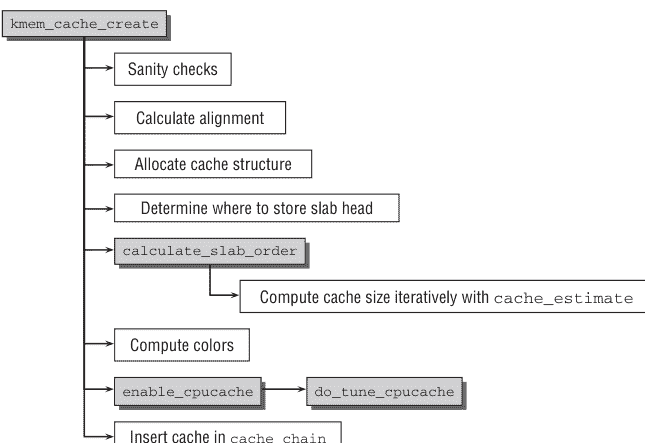 kmem_cache_create
Sanity checks
Calculate alignment
Allocate cache structure
Determine where to store slab head
calculate_slab_order
Compute cache size iteratively with cache_estimate
Compute colors
enable_cpucache
do_tune_cpucache
Insert cache in cache_chain